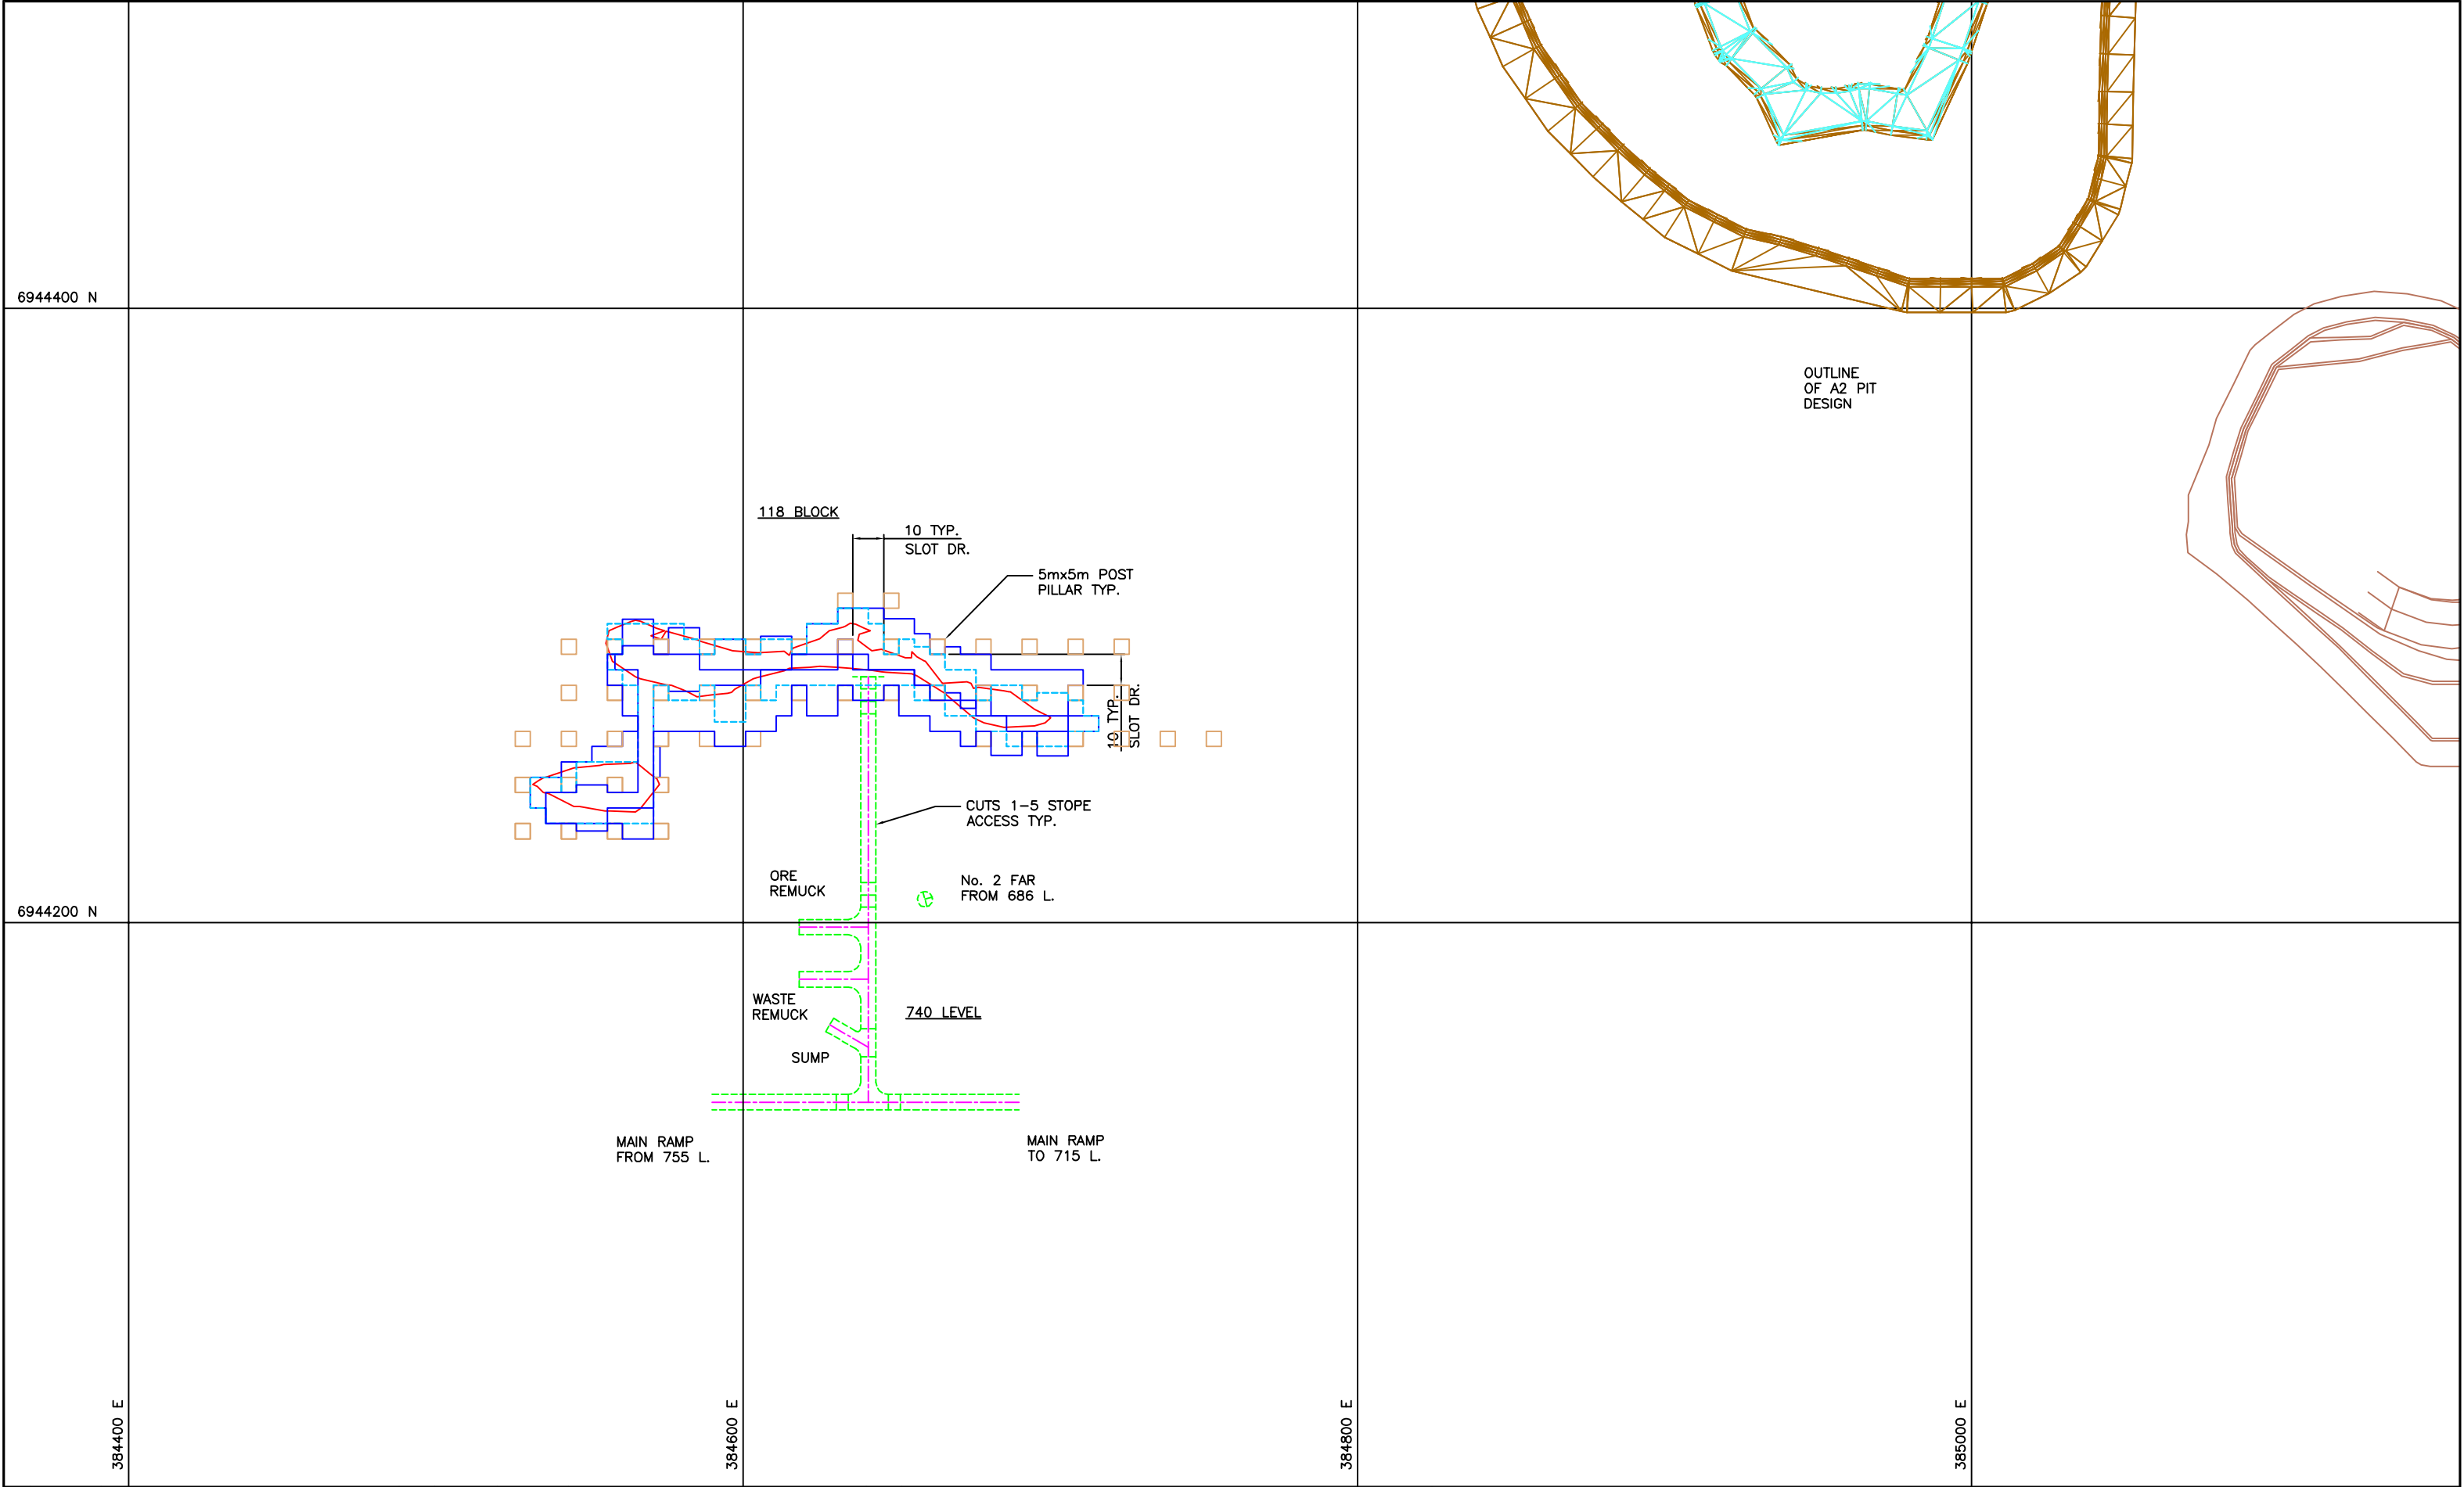 6944400 N
OUTLINE
OF A2 PIT
DESIGN
118 BLOCK
10 TYP.
SLOT DR.
5mx5m POST
PILLAR TYP.
10 TYP.
SLOT DR.
CUTS 1-5 STOPE
ACCESS TYP.
ORE
REMUCK
No. 2 FAR
FROM 686 L.
6944200 N
WASTE
REMUCK
740 LEVEL
SUMP
MAIN RAMP
FROM 755 L.
MAIN RAMP
TO 715 L.
384400 E
384600 E
384800 E
385000 E